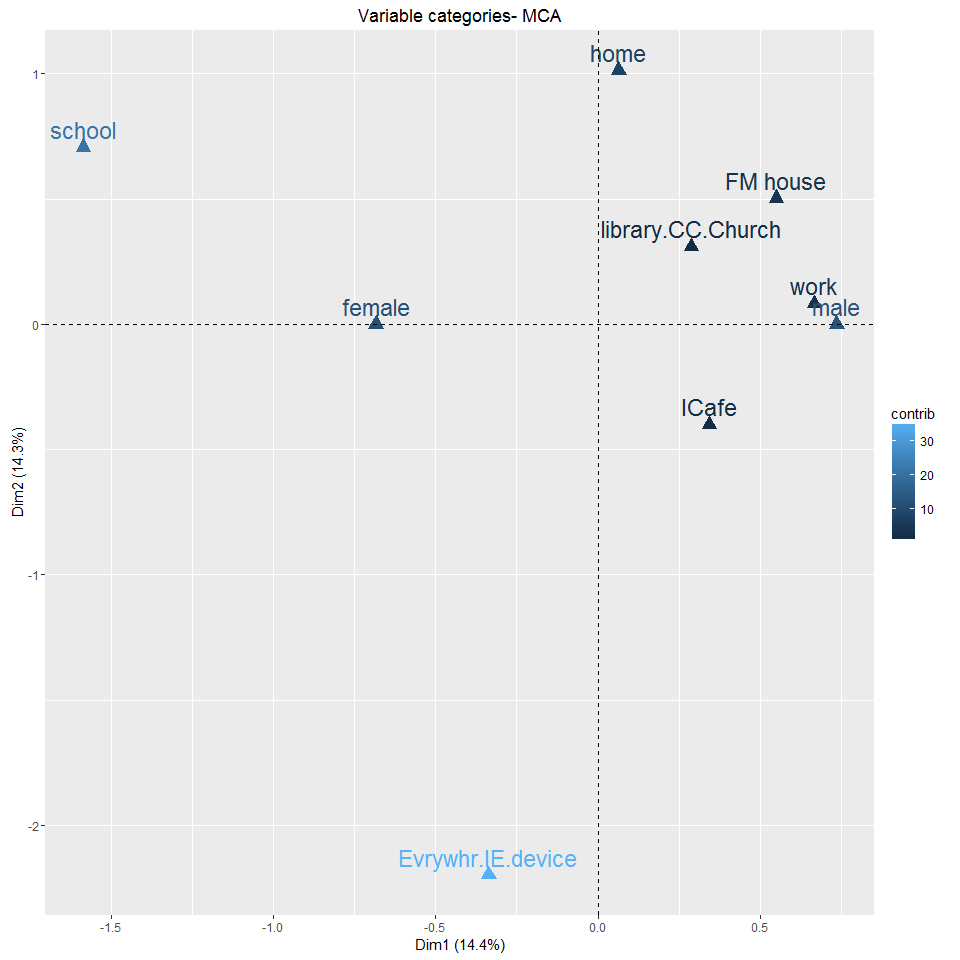 Variable categories- MCA
home
school
FM house
library.CC.Church
work
female
male
ICafe
Evrywhr.IE.device
1
0
-1
-2
Dim2 (14.3%)
-1.5
-1.0
-0.5
0.0
0.5
Dim1 (14.4%)
contrib
30
20
10